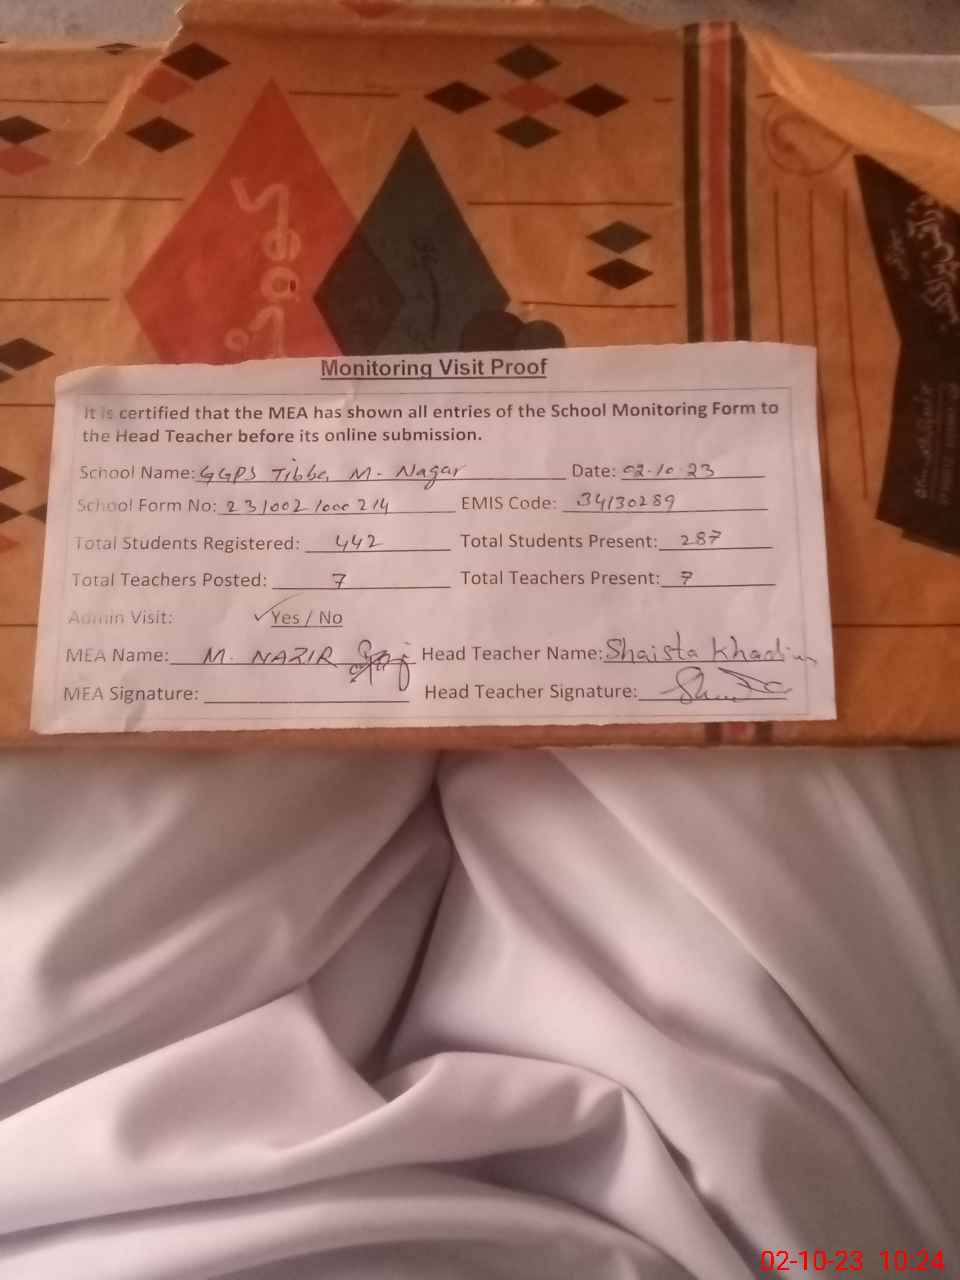 Monitoring Visit Proof
It is certified that the MEA has shown all entries of the School Monitoring Form to
the Head Teacher before its online submission.
School Name: GGPS Tibba, M. Nagar Date: 02-10-23
School Form No: 23/002/000214 EMIS Code: 34130289
Total Students Registered: 442 Total Students Present: 287
Total Teachers Posted: 7 Total Teachers Present: 7
Admin Visit: ✓Yes / No
MEA Name: M. NAZIR Head Teacher Name: Shaista
MEA Signature: Head Teacher Signature:
02-10-23 10:24